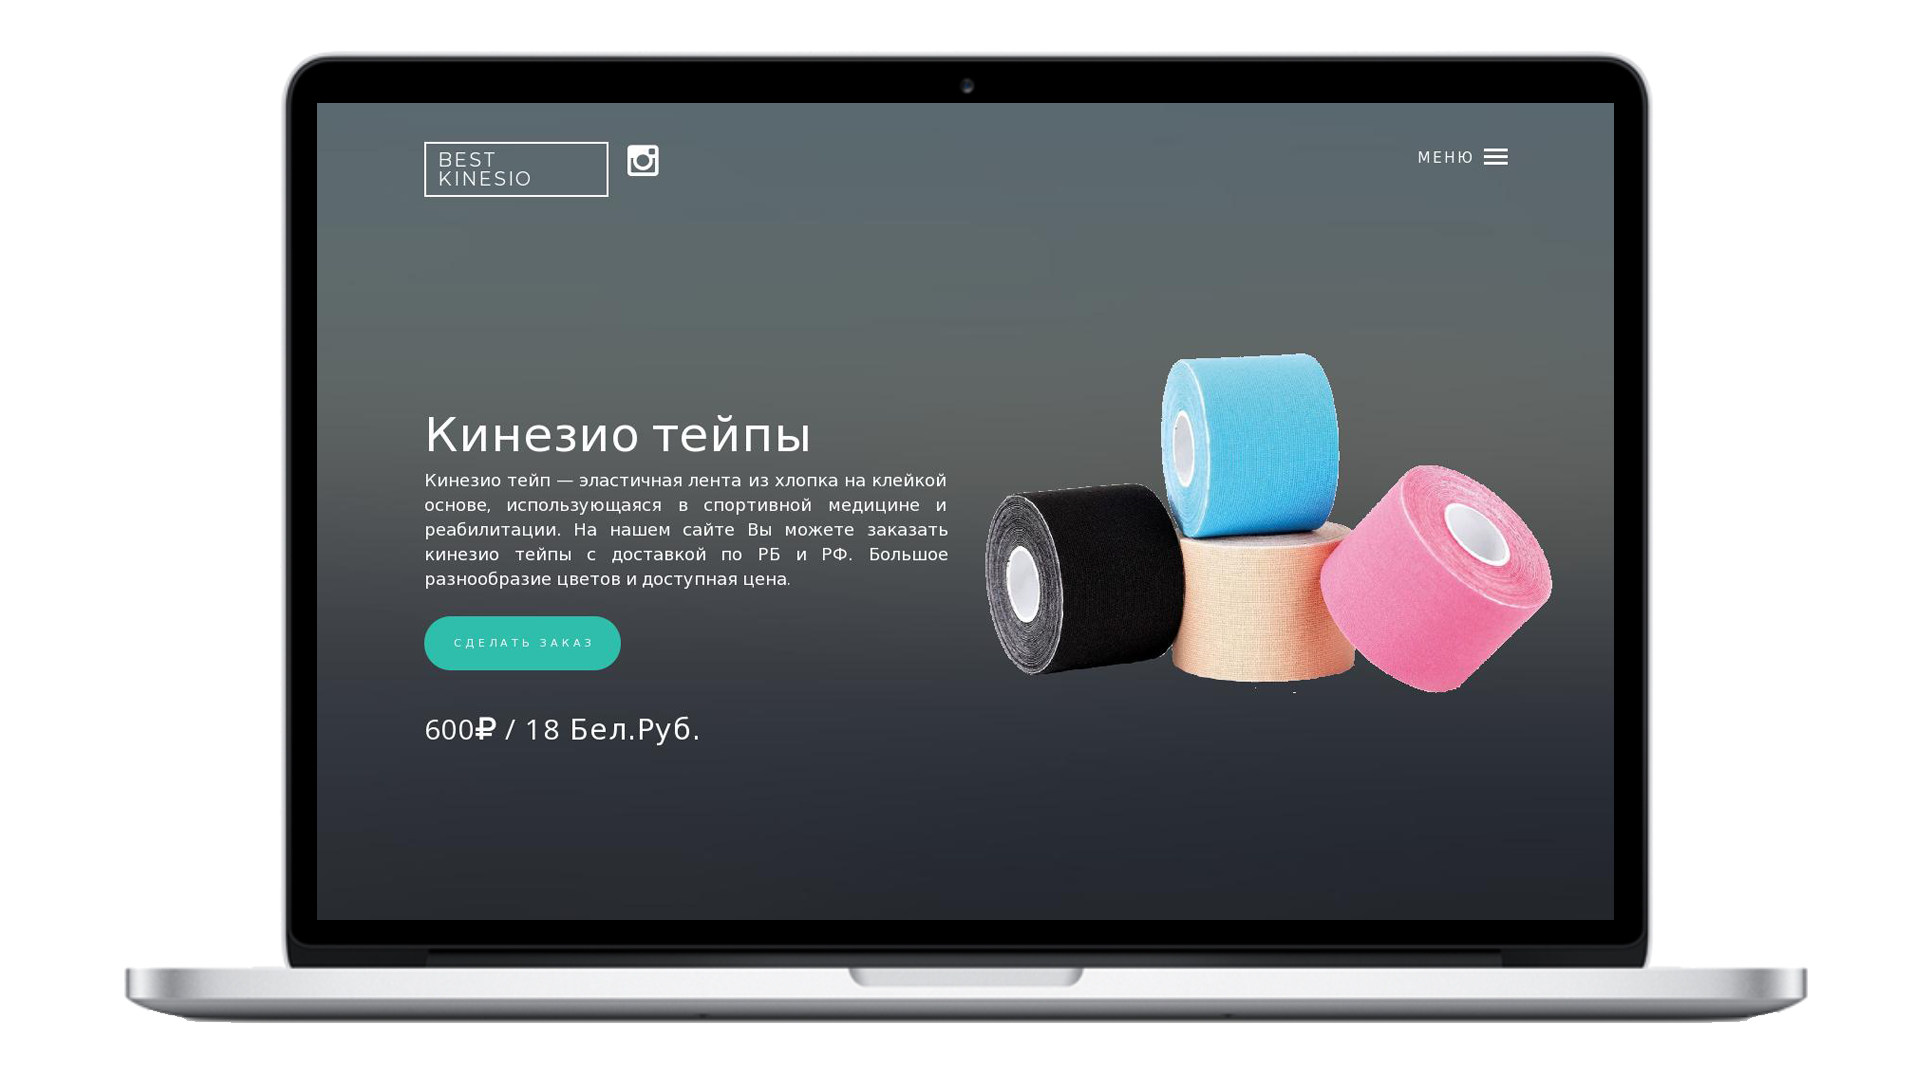 BEST
KINESIO
МЕНЮ
Кинезио тейпы
Кинезио тейп — эластичная лента из хлопка на клейкой
основе, использующаяся в спортивной медицине и
реабилитации. На нашем сайте Вы можете заказать
кинезио тейпы с доставкой по РБ и РФ. Большое
разнообразие цветов и доступная цена.
СДЕЛАТЬ ЗАКАЗ
600₽ / 18 Бел.Руб.